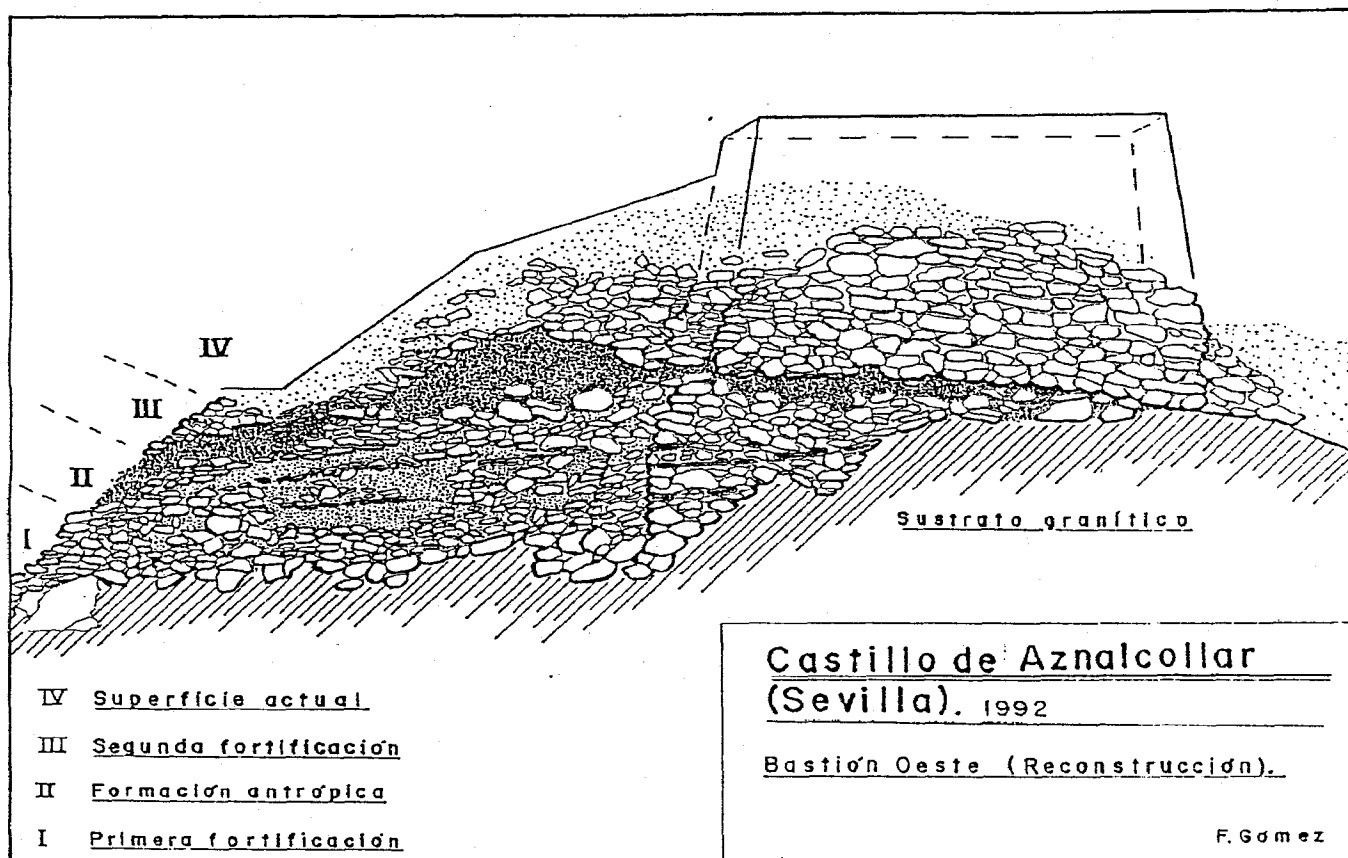 IV
III
II
I
Sustrato granítico
IV Superficie actual
III Segunda fortificación
II Formación antrópica
I Primera fortificación
Castillo de Aznalcollar
(Sevilla). 1992
Bastión Oeste (Reconstrucción).
F. Gómez